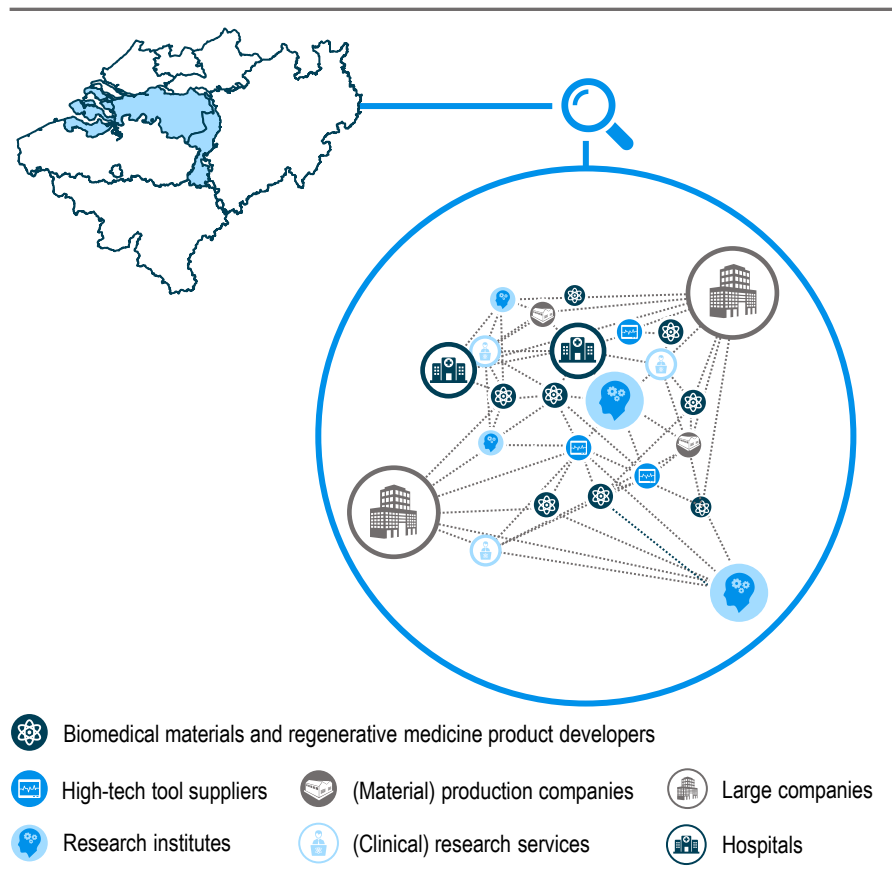 Biomedical materials and regenerative medicine product developers
High-tech tool suppliers
(Material) production companies
Large companies
Research institutes
(Clinical) research services
Hospitals